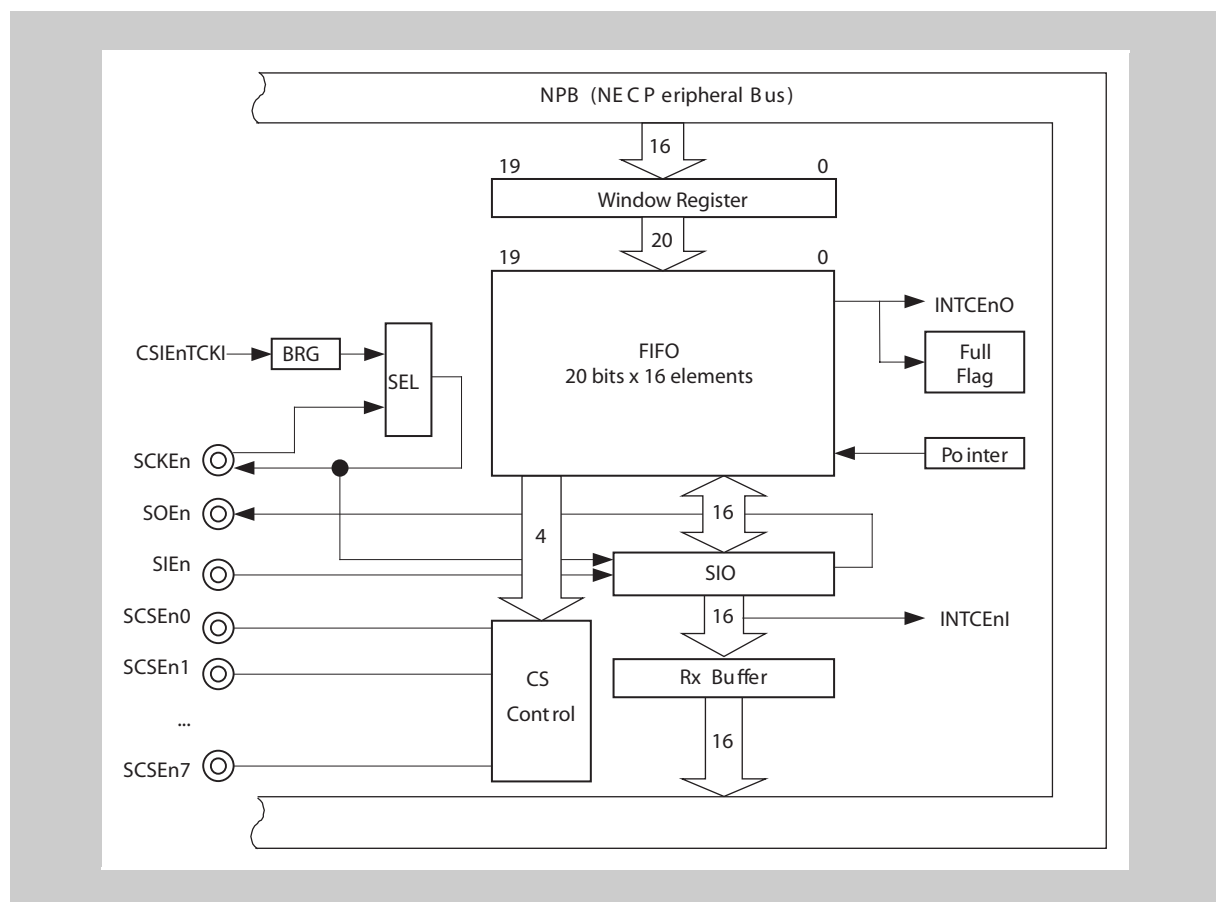 NPB (NEC Peripheral Bus)
16
19 0
Window Register
20
19 0
INTCEnO
CSIEnTCKI
BRG
SEL
FIFO
20 bits x 16 elements
Full
Flag
SCKEn
Pointer
SOEn
16
4
SIEn
SIO
SCSEn0
16
INTCEnI
SCSEn1
CS
Control
Rx Buffer
...
16
SCSEn7